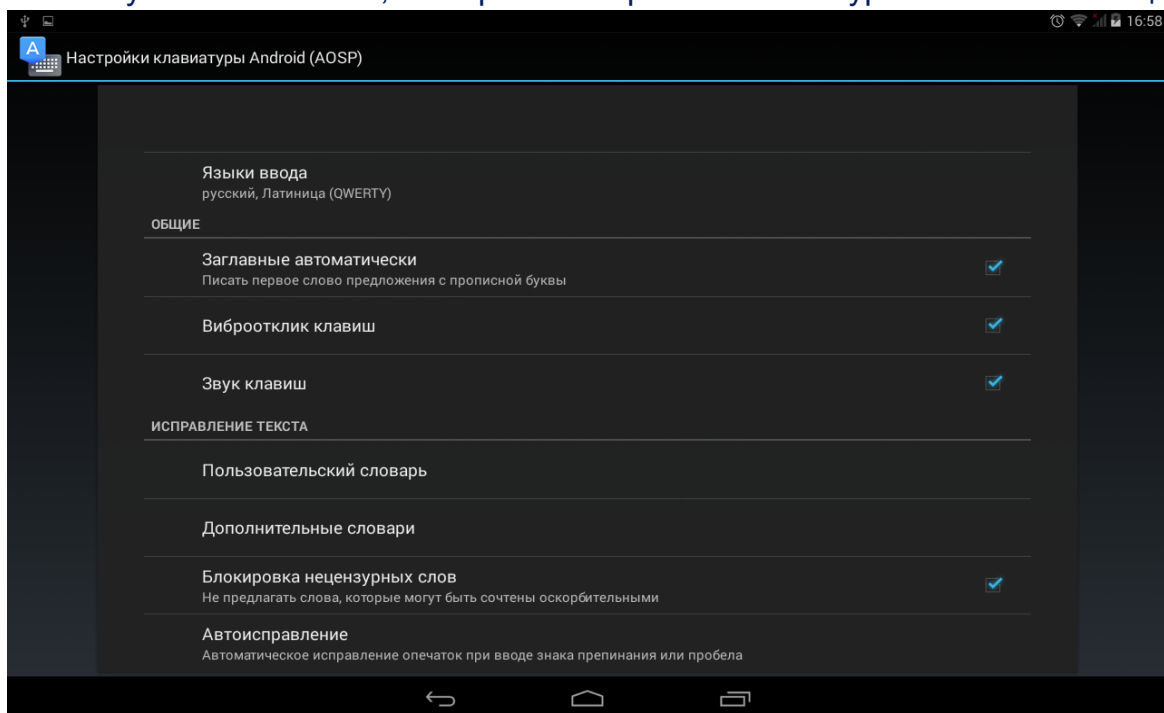 16:58
Настройки клавиатуры Android (AOSP)
Языки ввода
русский, Латиница (QWERTY)
ОБЩИЕ
Заглавные автоматически
Писать первое слово предложения с прописной буквы
Виброотклик клавиш
Звук клавиш
ИСПРАВЛЕНИЕ ТЕКСТА
Пользовательский словарь
Дополнительные словари
Блокировка нецензурных слов
Не предлагать слова, которые могут быть сочтены оскорбительными
Автоисправление
Автоматическое исправление опечаток при вводе знака препинания или пробела